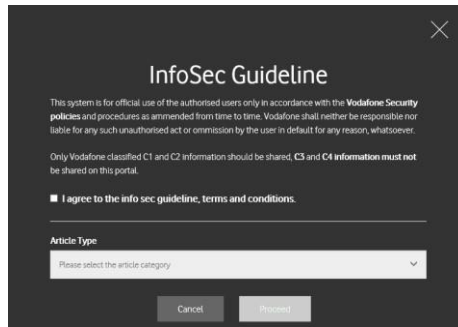 InfoSec Guideline
This system is for official use of the authorised users only in accordance with the Vodafone Security
policies and procedures as ammended from time to time. Vodafone shall neither be responsible nor
liable for any such unauthorised act or ommission by the user in default for any reason, whatsoever.
Only Vodafone classified C1 and C2 information should be shared, C3 and C4 information must not
be shared on this portal.
I agree to the info sec guideline, terms and conditions.
Article Type
Please select the article category
Cancel
Proceed